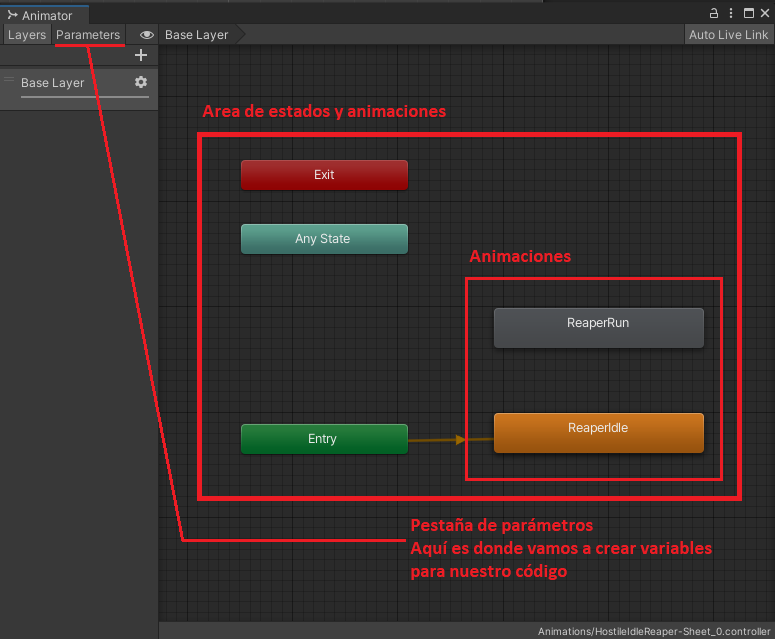 Animator
Layers Parameters Base Layer Auto Live Link
Base Layer
Area de estados y animaciones
Exit
Any State
Animaciones
ReaperRun
ReaperIdle
Entry
Pestaña de parámetros
Aquí es donde vamos a crear variables
para nuestro código
Animations/HostileIdleReaper-Sheet_0.controller